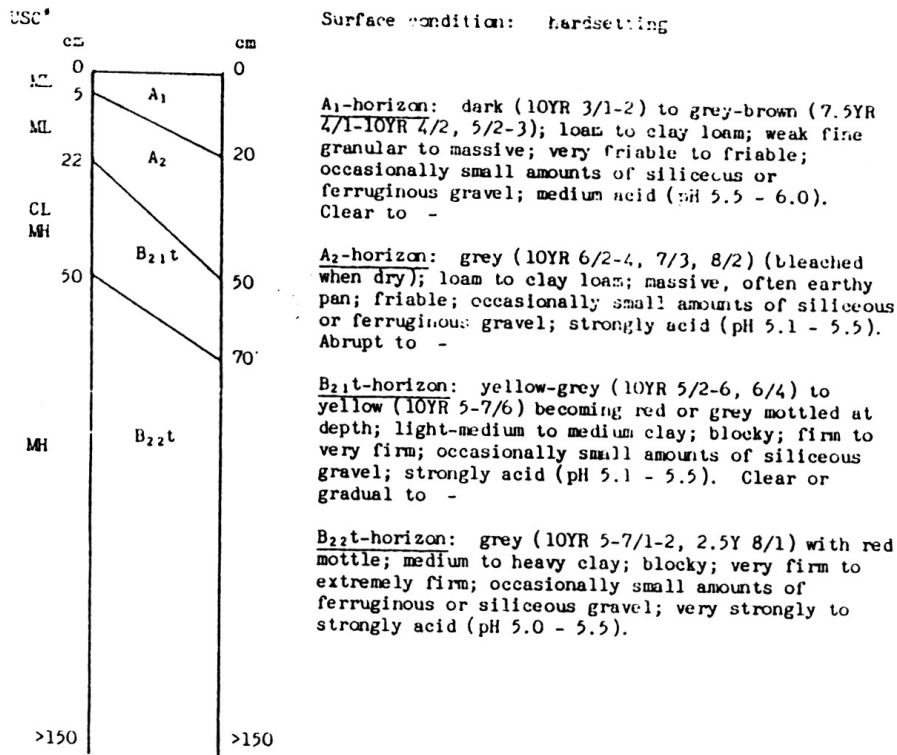 USC*
Surface condition: hardsetting
cm
cm
0
0
5
A₁
A₁-horizon: dark (10YR 3/1-2) to grey-brown (7.5YR
4/1-10YR 4/2, 5/2-3); loam to clay loam; weak fine
granular to massive; very friable to friable;
occasionally small amounts of siliceous or
ferruginous gravel; medium acid (pH 5.5 - 6.0).
Clear to -
ML
20
A₂
22
CL
MH
A₂-horizon: grey (10YR 6/2-4, 7/3, 8/2) (bleached
when dry); loam to clay loam; massive, often earthy
pan; friable; occasionally small amounts of siliceous
or ferruginous gravel; strongly acid (pH 5.1 - 5.5).
Abrupt to -
B₂₁t
50
50
70
B₂₁t-horizon: yellow-grey (10YR 5/2-6, 6/4) to
yellow (10YR 5-7/6) becoming red or grey mottled at
depth; light-medium to medium clay; blocky; firm to
very firm; occasionally small amounts of siliceous
gravel; strongly acid (pH 5.1 - 5.5). Clear or
gradual to -
MH
B₂₂t
B₂₂t-horizon: grey (10YR 5-7/1-2, 2.5Y 8/1) with red
mottle; medium to heavy clay; blocky; very firm to
extremely firm; occasionally small amounts of
ferruginous or siliceous gravel; very strongly to
strongly acid (pH 5.0 - 5.5).
>150
>150